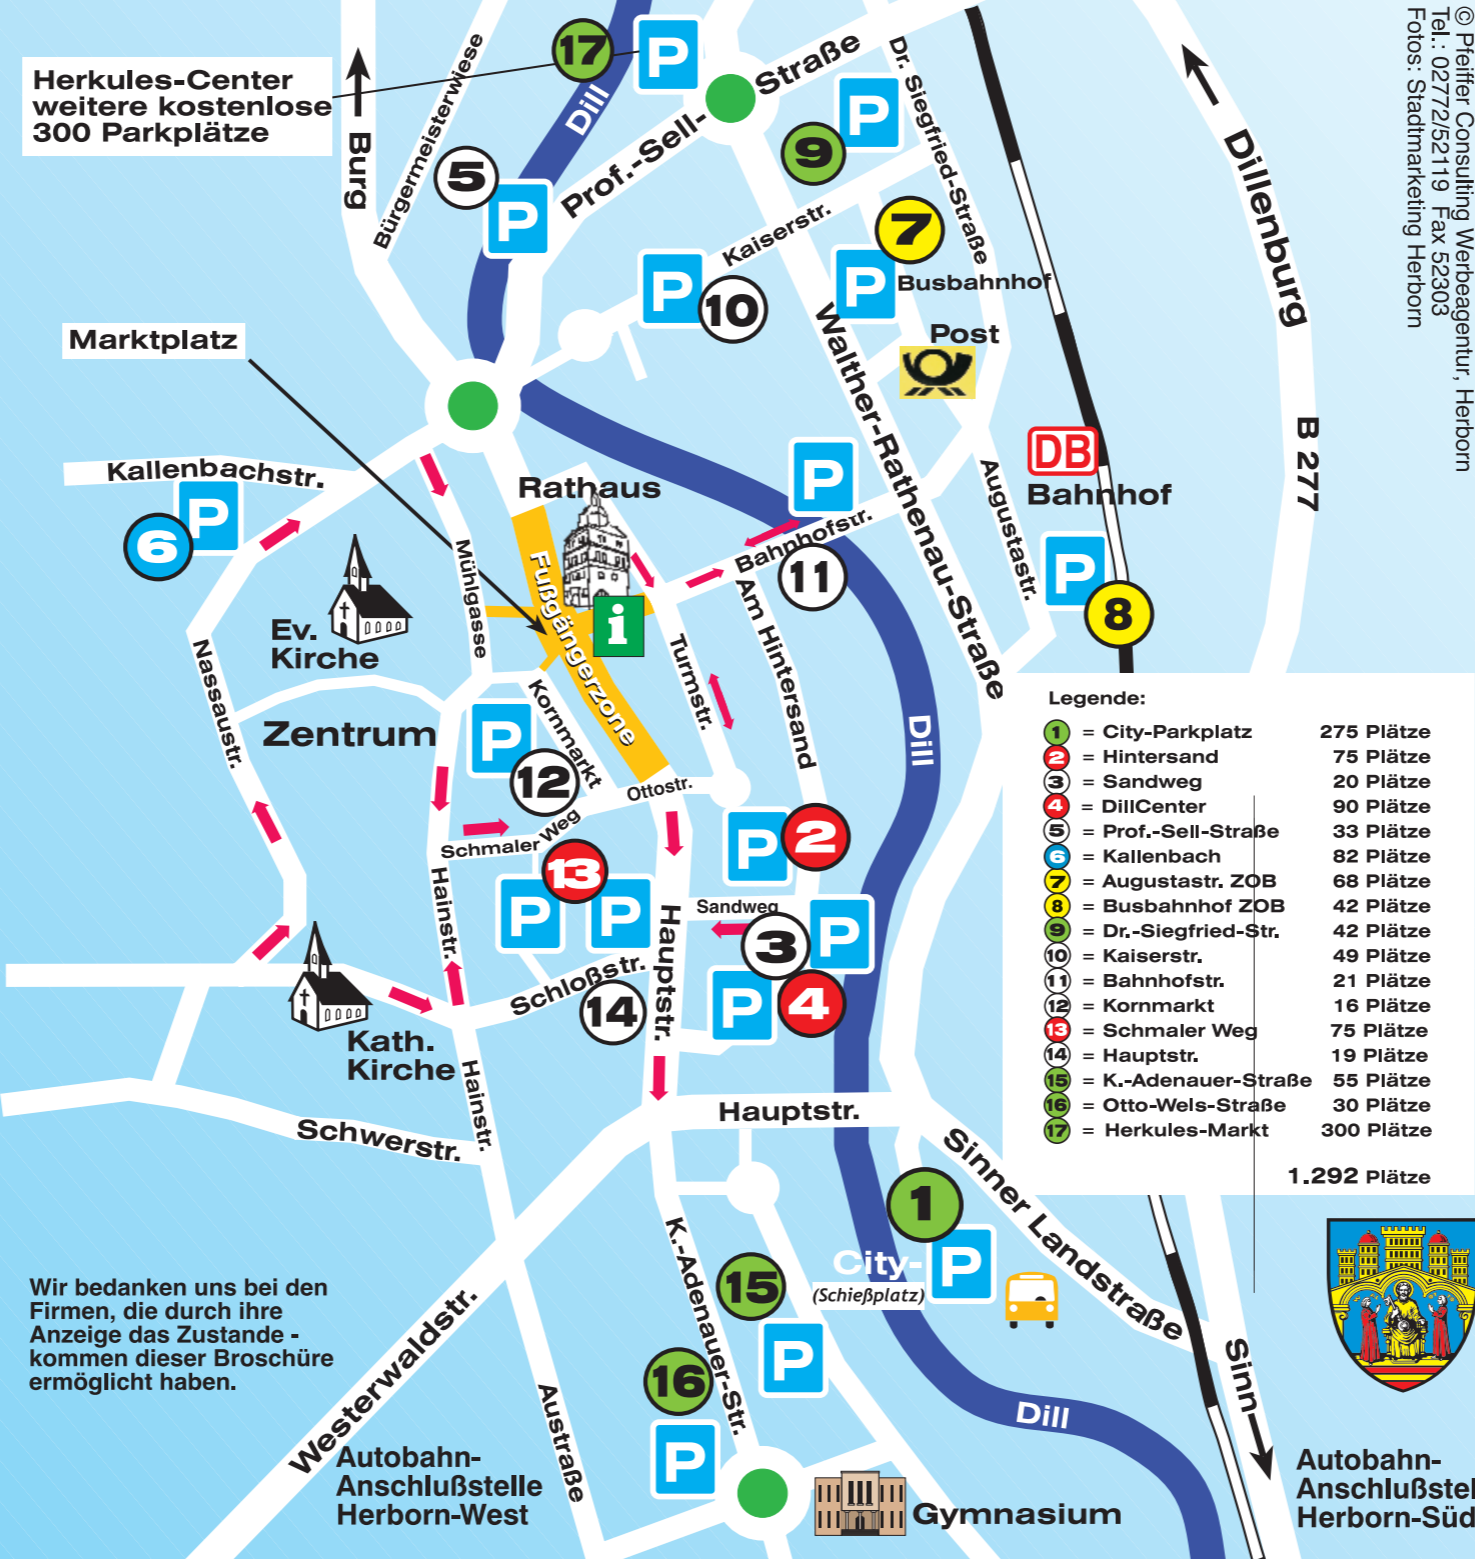 © Pfeiffer Consulting Werbeagentur, Herborn
Tel.: 02772/52119 Fax 52303
Fotos: Stadtmarketing Herborn
Herkules-Center
weitere kostenlose
300 Parkplätze
17
P
Dill
Straße
Prof.-Sell-
Dr. Siegfried-Straße
P
9
Burg
Bürgermeisterwiese
5
P
Kaiserstr.
7
P
Busbahnhof
P
10
Dillenburg
Marktplatz
Post
Walther-Rathenau-Straße
B 277
DB
Bahnhof
Augustastr.
P
8
Kallenbachstr.
P
6
Rathaus
P
Bahnhofstr.
11
Mühlgasse
Fußgängerzone
i
Am Hintersand
Turmstr.
Ev.
Kirche
Nassaustr.
Zentrum
P
12
Kornmarkt
Ottostr.
Dill
Schmaler Weg
13
P
P
P
2
Hainstr.
Hauptstr.
Sandweg
3
P
Schloßstr.
14
P
4
Kath.
Kirche
Hainstr.
Schwerstr.
Hauptstr.
Legende:
1 = City-Parkplatz 275 Plätze
2 = Hintersand 75 Plätze
3 = Sandweg 20 Plätze
4 = DillCenter 90 Plätze
5 = Prof.-Sell-Straße 33 Plätze
6 = Kallenbach 82 Plätze
7 = Augustastr. ZOB 68 Plätze
8 = Busbahnhof ZOB 42 Plätze
9 = Dr.-Siegfried-Str. 42 Plätze
10 = Kaiserstr. 49 Plätze
11 = Bahnhofstr. 21 Plätze
12 = Kornmarkt 16 Plätze
13 = Schmaler Weg 75 Plätze
14 = Hauptstr. 19 Plätze
15 = K.-Adenauer-Straße 55 Plätze
16 = Otto-Wels-Straße 30 Plätze
17 = Herkules-Markt 300 Plätze
1.292 Plätze
Sinner Landstraße
1
City-
P
(Schießplatz)
K.-Adenauer-Str.
15
P
16
P
Wir bedanken uns bei den
Firmen, die durch ihre
Anzeige das Zustande -
kommen dieser Broschüre
ermöglicht haben.
Westerwaldstr.
Austraße
Dill
Sinn
Autobahn-
Anschlußstelle
Herborn-West
Gymnasium
Autobahn-
Anschlußstel
Herborn-Süd